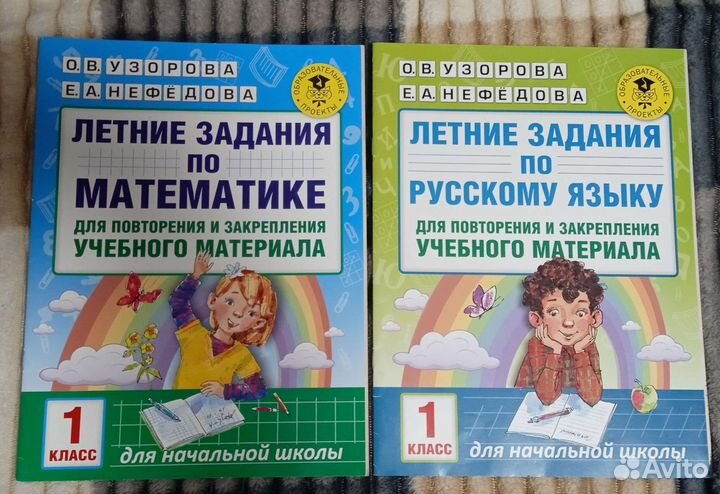 О.В. УЗОРОВА
Е.А. НЕФЁДОВА
ОБРАЗОВАТЕЛЬНЫЕ ПРОЕКТЫ
ЛЕТНИЕ ЗАДАНИЯ
ПО
МАТЕМАТИКЕ
ДЛЯ ПОВТОРЕНИЯ И ЗАКРЕПЛЕНИЯ
УЧЕБНОГО МАТЕРИАЛА
1
КЛАСС
для начальной школы
О.В. УЗОРОВА
Е.А. НЕФЁДОВА
ОБРАЗОВАТЕЛЬНЫЕ ПРОЕКТЫ
ЛЕТНИЕ ЗАДАНИЯ
ПО
РУССКОМУ ЯЗЫКУ
ДЛЯ ПОВТОРЕНИЯ И ЗАКРЕПЛЕНИЯ
УЧЕБНОГО МАТЕРИАЛА
1
КЛАСС
для начальной школы
Avito